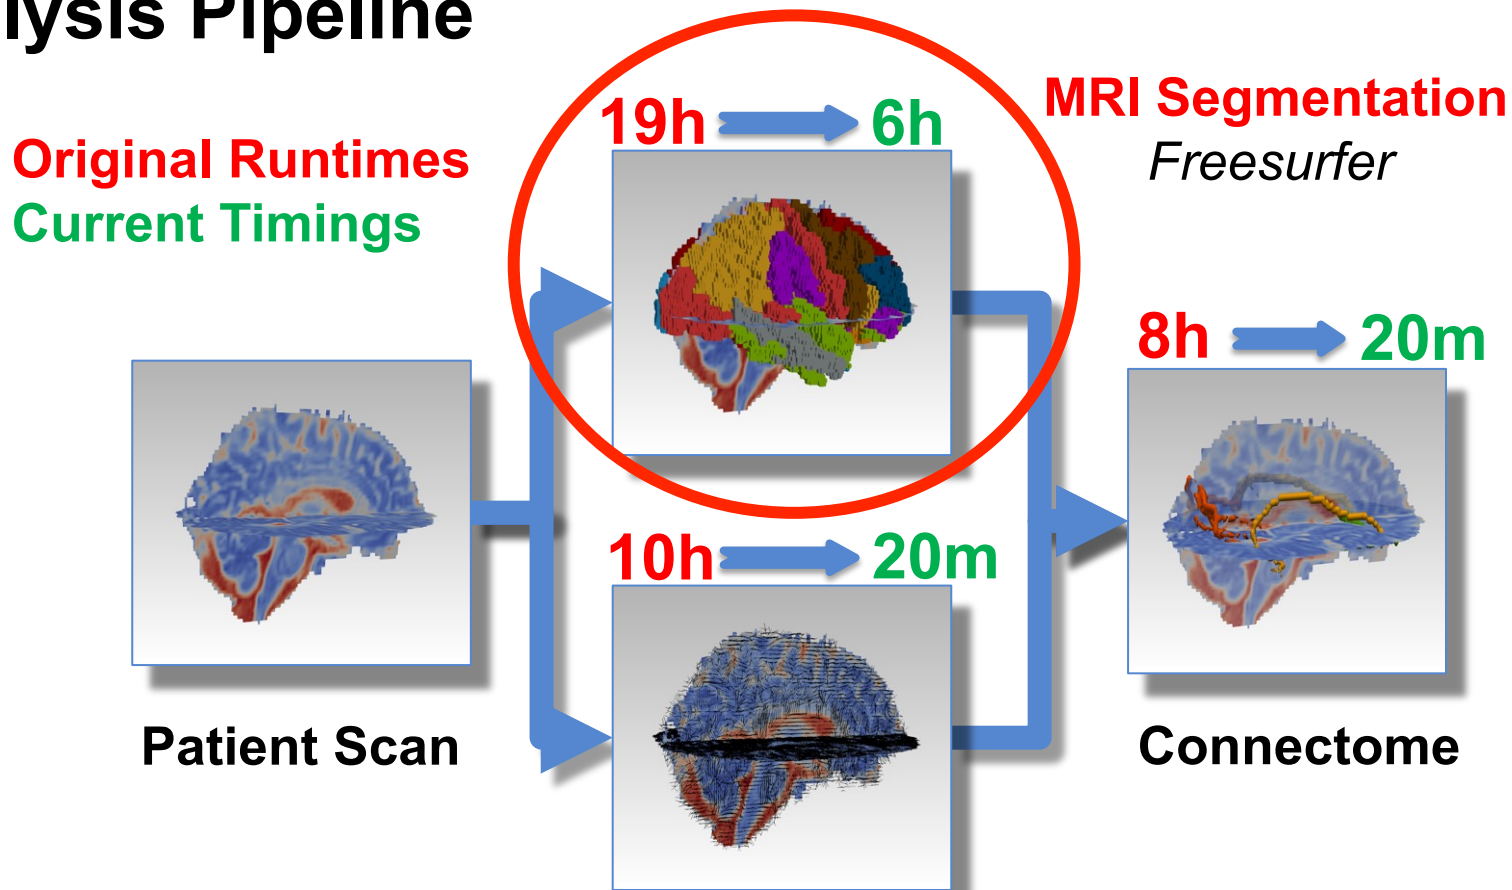 lysis Pipeline
Original Runtimes
Current Timings
19h 6h
MRI Segmentation
Freesurfer
8h 20m
10h 20m
Patient Scan
Connectome